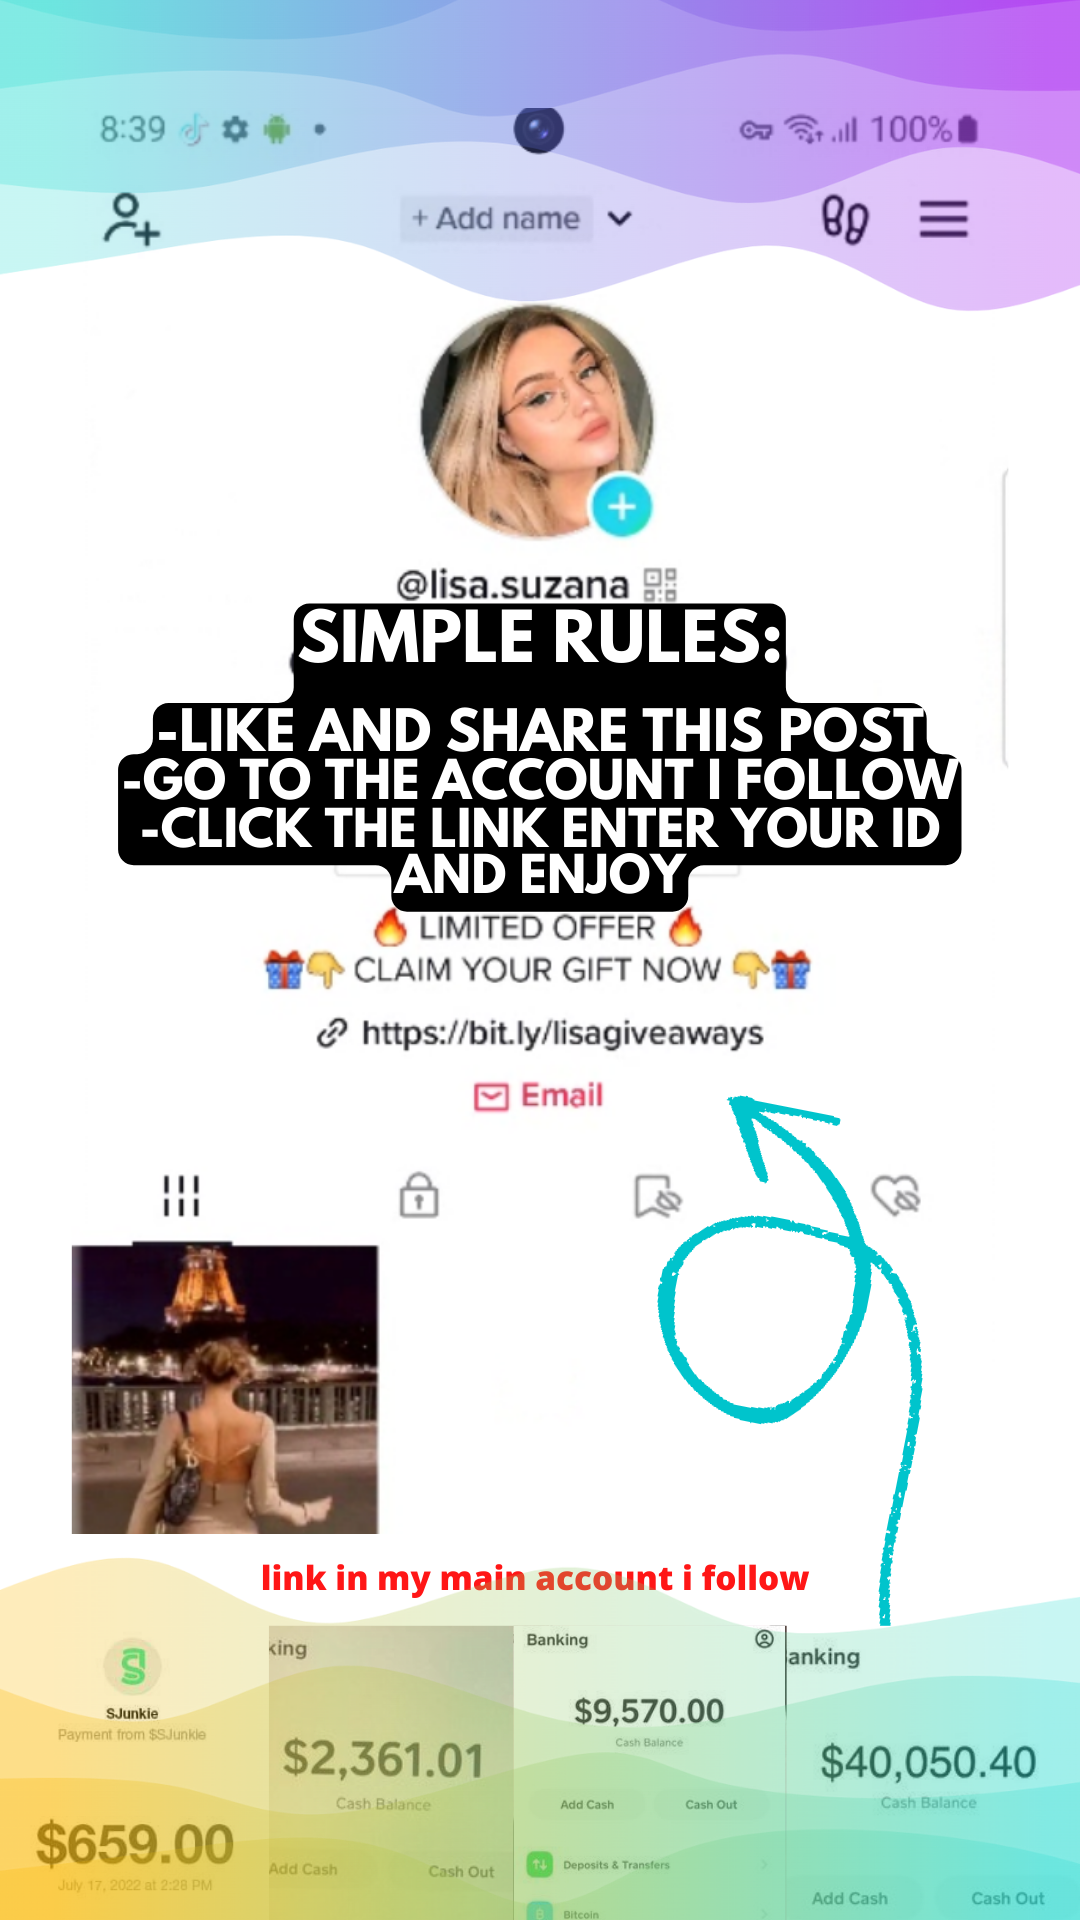 8:39
100%
+ Add name
@lisa.suzana
SIMPLE RULES:
-LIKE AND SHARE THIS POST
-GO TO THE ACCOUNT I FOLLOW
-CLICK THE LINK ENTER YOUR ID
AND ENJOY
🔥 LIMITED OFFER 🔥
🎁👇 CLAIM YOUR GIFT NOW 👇🎁
https://bit.ly/lisagiveaways
Email
link in my main account i follow
SJunkie
Payment from $SJunkie
$659.00
July 17, 2022 at 2:28 PM
king
$2,361.01
Cash Balance
Add Cash
Cash Out
Banking
$9,570.00
Cash Balance
Add Cash
Cash Out
Deposits & Transfers
Bitcoin
anking
$40,050.40
Cash Balance
Add Cash
Cash Out